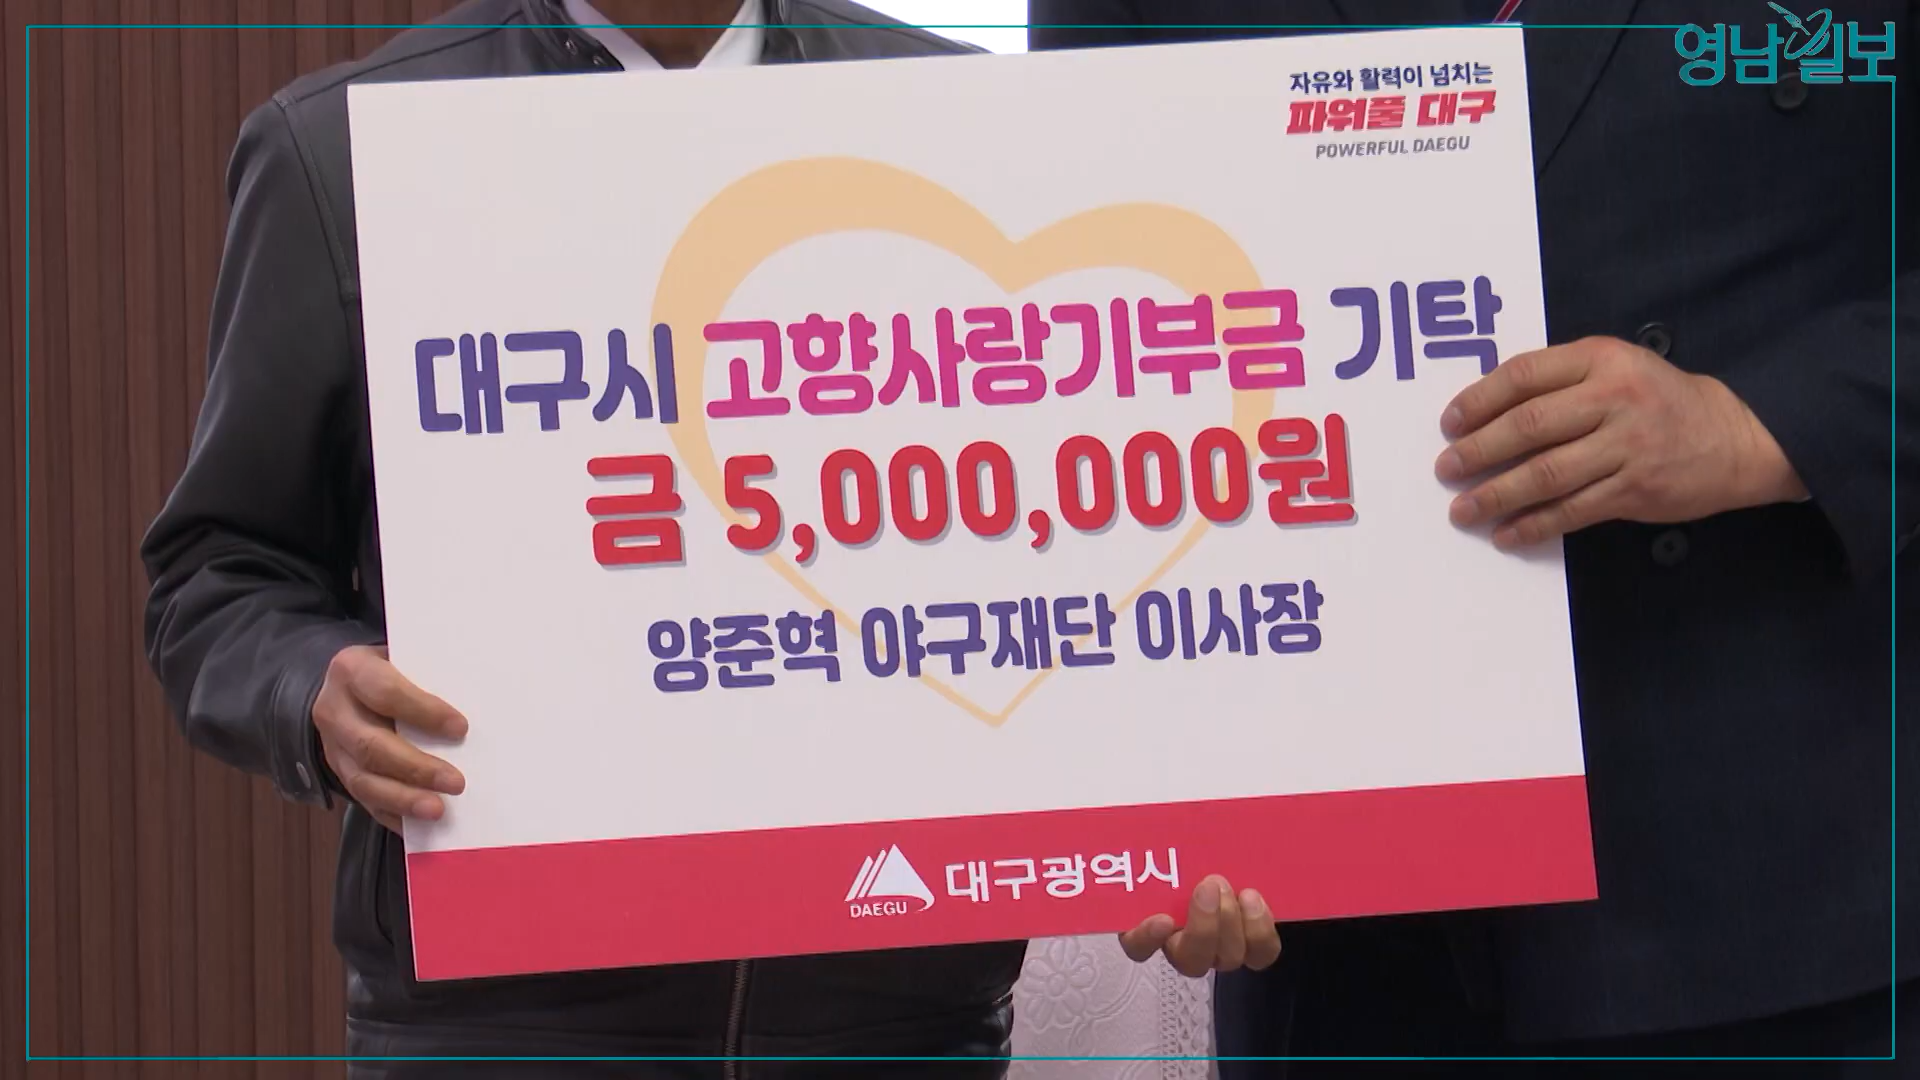 영남일보
자유와 활력이 넘치는
파워풀 대구
POWERFUL DAEGU
대구시 고향사랑기부금 기탁
금 5,000,000원
양준혁 야구재단 이사장
DAEGU 대구광역시